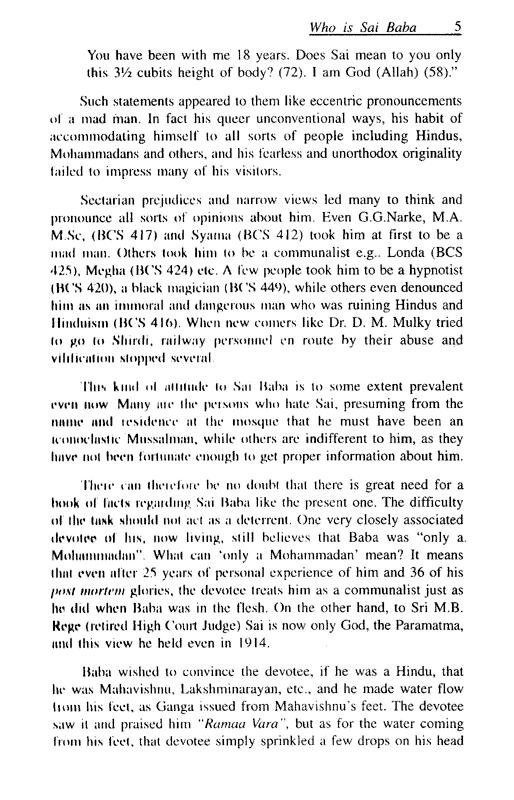 Who is Sai Baba 5
You have been with me 18 years. Does Sai mean to you only
this 3½ cubits height of body? (72). I am God (Allah) (58)."
Such statements appeared to them like eccentric pronouncements
of a mad man. In fact his queer unconventional ways, his habit of
accommodating himself to all sorts of people including Hindus,
Mohammadans and others, and his fearless and unorthodox originality
failed to impress many of his visitors.
Sectarian prejudices and narrow views led many to think and
pronounce all sorts of opinions about him. Even G.G.Narke, M.A.
M.Sc, (BCS 417) and Syama (BCS 412) took him at first to be a
mad man. Others took him to be a communalist e.g.. Londa (BCS
425), Megha (BCS 424) etc. A few people took him to be a hypnotist
(BCS 420), a black magician (BCS 449), while others even denounced
him as an immoral and dangerous man who was ruining Hindus and
Hinduism (BCS 416). When new comers like Dr. D. M. Mulky tried
to go to Shirdi, railway personnel en route by their abuse and
vilification stopped several.
This kind of attitude to Sai Baba is to some extent prevalent
even now. Many are the persons who hate Sai, presuming from the
name and residence at the mosque that he must have been an
iconoclastic Mussalman, while others are indifferent to him, as they
have not been fortunate enough to get proper information about him.
There can therefore be no doubt that there is great need for a
book of facts regarding Sai Baba like the present one. The difficulty
of the task should not act as a deterrent. One very closely associated
devotee of his, now living, still believes that Baba was "only a.
Mohammadan". What can 'only a Mohammadan' mean? It means
that even after 25 years of personal experience of him and 36 of his
post mortem glories, the devotee treats him as a communalist just as
he did when Baba was in the flesh. On the other hand, to Sri M.B.
Rege (retired High Court Judge) Sai is now only God, the Paramatma,
and this view he held even in 1914.
Baba wished to convince the devotee, if he was a Hindu, that
he was Mahavishnu, Lakshminarayan, etc., and he made water flow
from his feet, as Ganga issued from Mahavishnu's feet. The devotee
saw it and praised him "Ramaa Vara", but as for the water coming
from his feet, that devotee simply sprinkled a few drops on his head